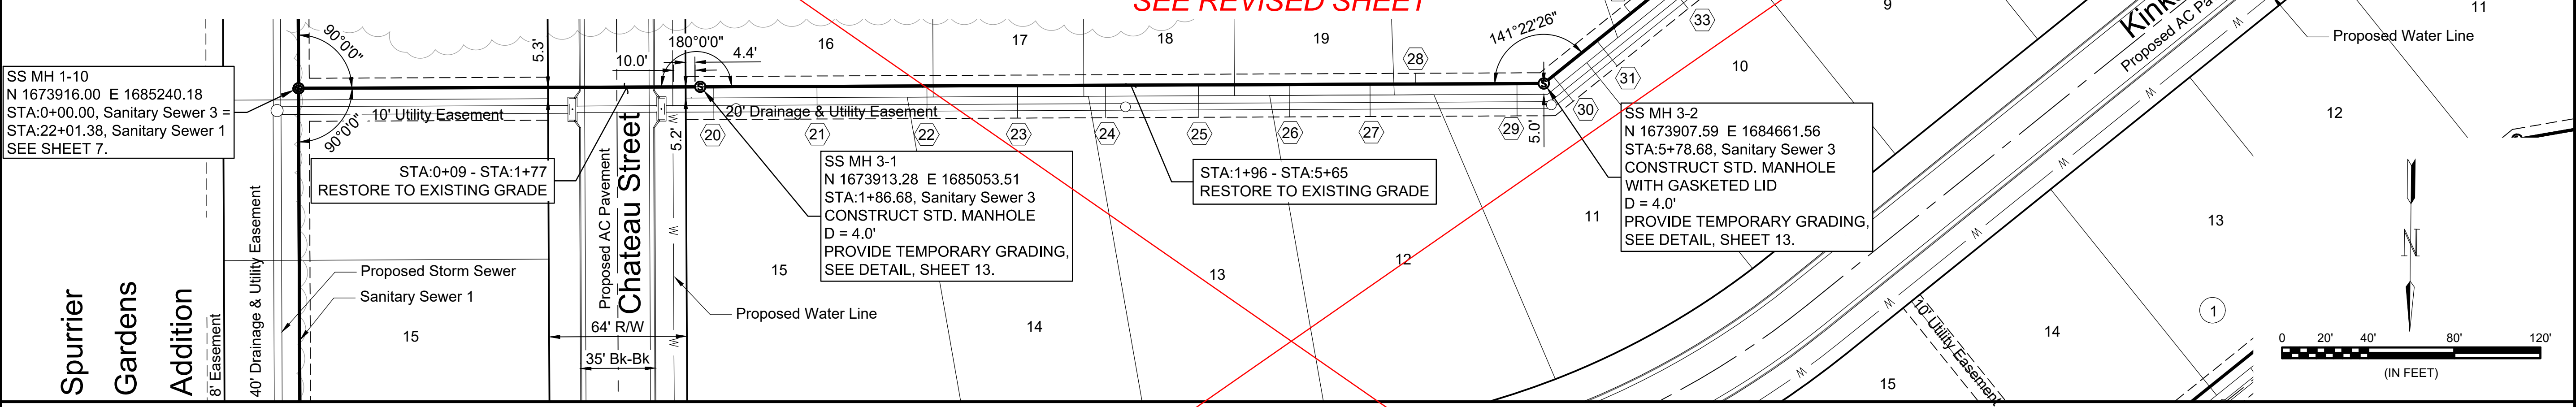 SEE REVISED SHEET
SS MH 1-10
N 1673916.00 E 1685240.18
STA:0+00.00, Sanitary Sewer 3 =
STA:22+01.38, Sanitary Sewer 1
SEE SHEET 7.
90°0'0"
90°0'0"
10' Utility Easement
5.3'
10.0'
180°0'0"
4.4'
5.2'
STA:0+09 - STA:1+77
RESTORE TO EXISTING GRADE
Spurrier
Gardens
Addition
8' Easement
40' Drainage & Utility Easement
Proposed Storm Sewer
Sanitary Sewer 1
15
Proposed AC Pavement
Chateau Street
64' R/W
35' Bk-Bk
W
W
W
W
Proposed Water Line
16
17
18
19
20' Drainage & Utility Easement
20
21
22
23
24
25
26
27
28
29
30
31
33
SS MH 3-1
N 1673913.28 E 1685053.51
STA:1+86.68, Sanitary Sewer 3
CONSTRUCT STD. MANHOLE
D = 4.0'
PROVIDE TEMPORARY GRADING,
SEE DETAIL, SHEET 13.
STA:1+96 - STA:5+65
RESTORE TO EXISTING GRADE
15
14
13
12
11
141°22'26"
5.0'
SS MH 3-2
N 1673907.59 E 1684661.56
STA:5+78.68, Sanitary Sewer 3
CONSTRUCT STD. MANHOLE
WITH GASKETED LID
D = 4.0'
PROVIDE TEMPORARY GRADING,
SEE DETAIL, SHEET 13.
10
9
Proposed AC
W
W
W
W
W
W
Proposed Water Line
11
12
13
1
14
15
10' Utility Easement
N
0 20' 40' 80' 120'
(IN FEET)